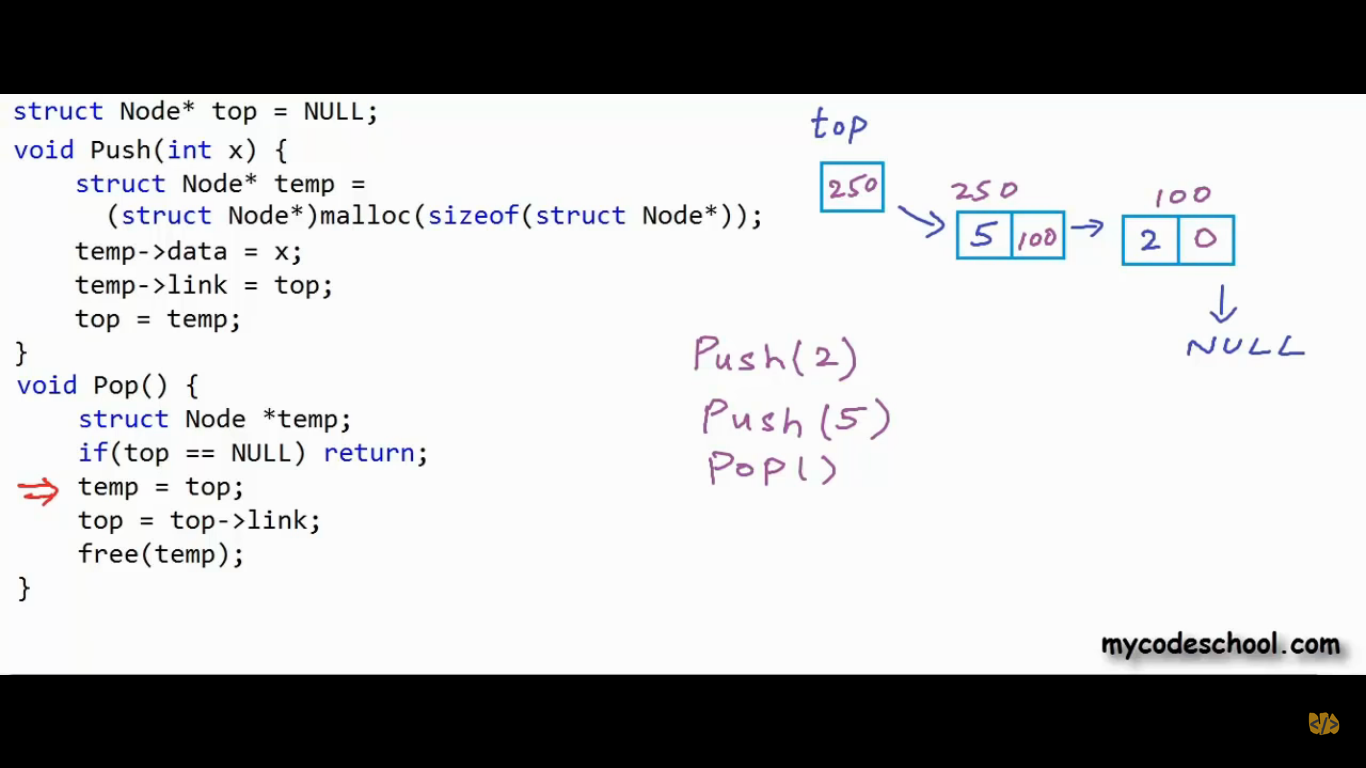 struct Node* top = NULL;
void Push(int x) {
struct Node* temp =
(struct Node*)malloc(sizeof(struct Node*));
temp->data = x;
temp->link = top;
top = temp;
}
void Pop() {
struct Node *temp;
if(top == NULL) return;
temp = top;
top = top->link;
free(temp);
}
top
250
250
5 100
100
2 0
NULL
Push(2)
Push(5)
Pop()
mycodeschool.com